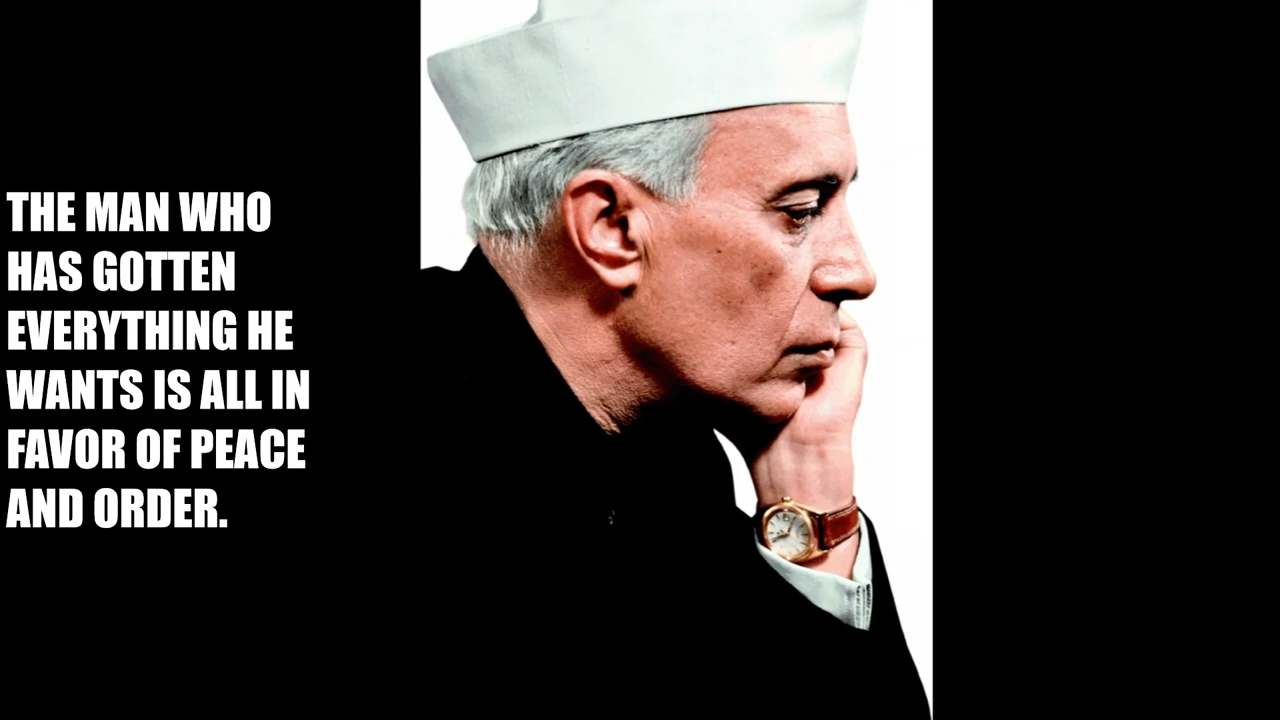 THE MAN WHO
HAS GOTTEN
EVERYTHING HE
WANTS IS ALL IN
FAVOR OF PEACE
AND ORDER.